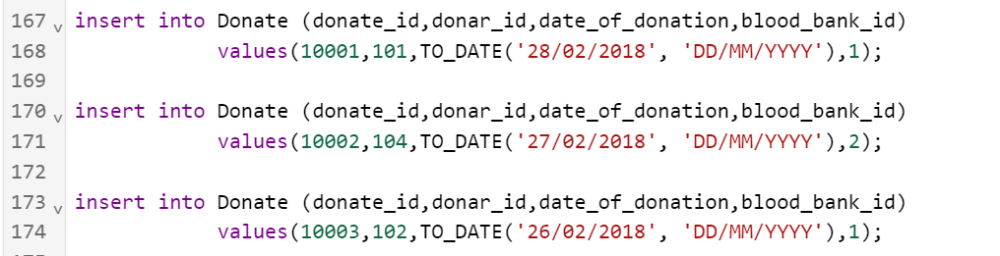 167 v insert into Donate (donate_id,donar_id,date_of_donation,blood_bank_id)
168 values(10001,101,TO_DATE('28/02/2018', 'DD/MM/YYYY'),1);
169
170 v insert into Donate (donate_id,donar_id,date_of_donation,blood_bank_id)
171 values(10002,104,TO_DATE('27/02/2018', 'DD/MM/YYYY'),2);
172
173 v insert into Donate (donate_id,donar_id,date_of_donation,blood_bank_id)
174 values(10003,102,TO_DATE('26/02/2018', 'DD/MM/YYYY'),1);